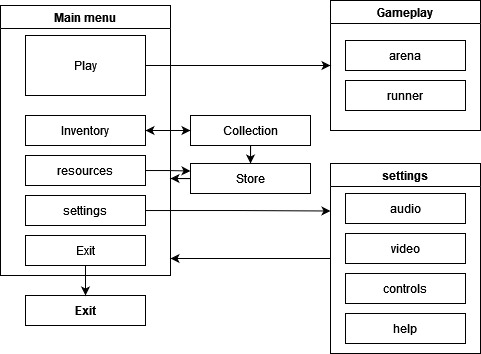 Main menu
Play
Inventory
resources
settings
Exit
Exit
Collection
Store
Gameplay
arena
runner
settings
audio
video
controls
help